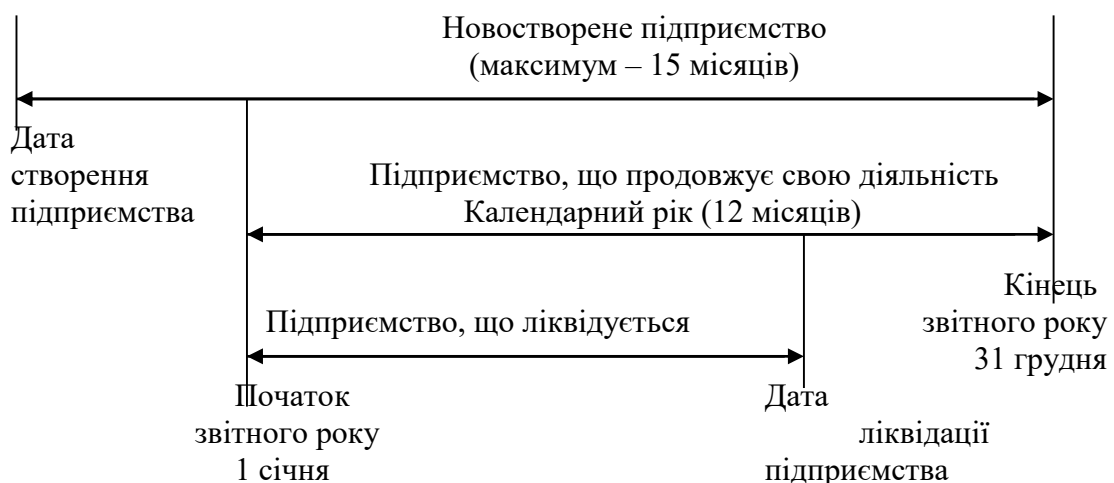 Новостворене підприємство
(максимум – 15 місяців)
Дата
створення
підприємства
Підприємство, що продовжує свою діяльність
Календарний рік (12 місяців)
Кінець
звітного року
31 грудня
Підприємство, що ліквідується
Початок
звітного року
1 січня
Дата
ліквідації
підприємства